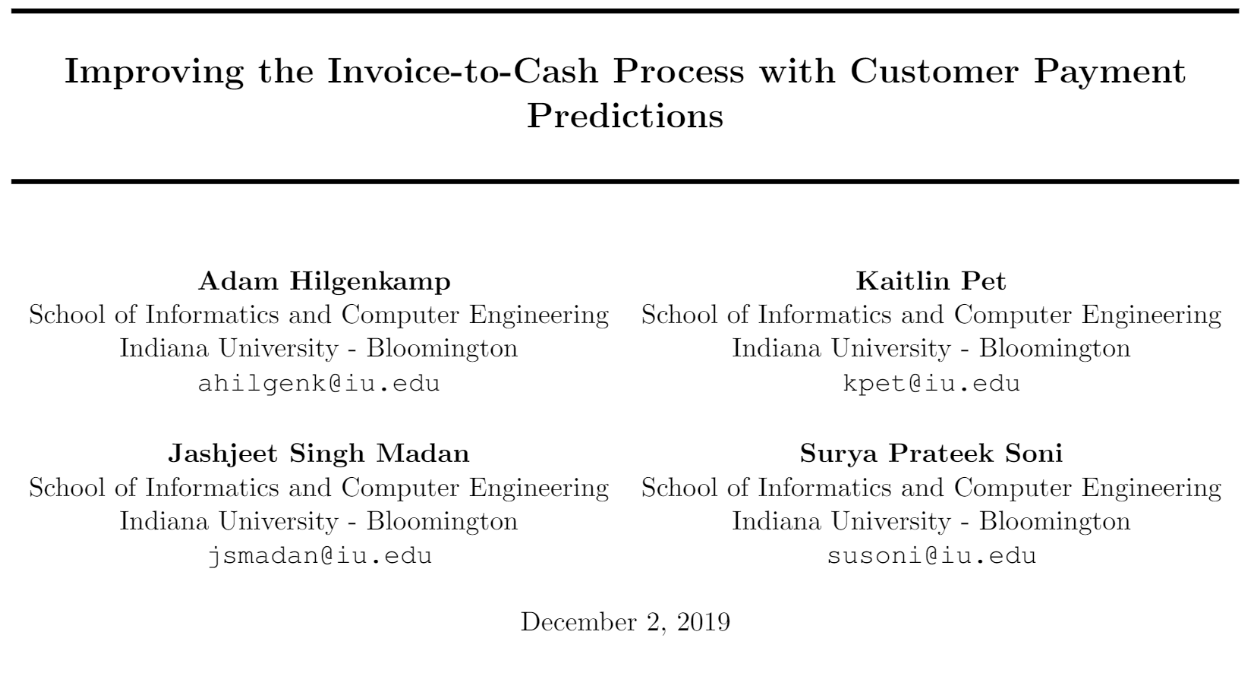 Improving the Invoice-to-Cash Process with Customer Payment
Predictions
Adam Hilgenkamp
School of Informatics and Computer Engineering
Indiana University - Bloomington
ahilgenk@iu.edu
Kaitlin Pet
School of Informatics and Computer Engineering
Indiana University - Bloomington
kpet@iu.edu
Jashjeet Singh Madan
School of Informatics and Computer Engineering
Indiana University - Bloomington
jsmadan@iu.edu
Surya Prateek Soni
School of Informatics and Computer Engineering
Indiana University - Bloomington
susoni@iu.edu
December 2, 2019